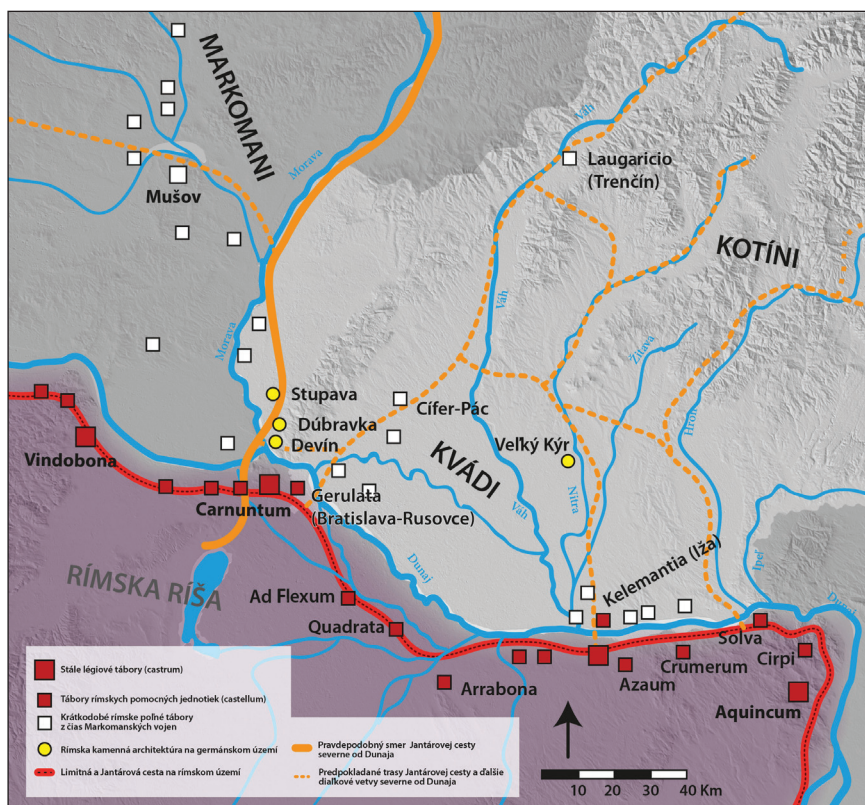 MARKOMANI
Váh
Morava
Laugaricio
(Trenčín)
Mušov
KOTÍNI
Váh
Morava
Žitava
Hron
Stupava
Dúbravka
Devín
Cífer-Pác
KVÁDI
Veľký Kýr
Vindobona
Nitra
Carnuntum
Gerulata
(Bratislava-Rusovce)
Váh
Dunaj
Kelemantia (Iža)
Ipeľ
Dunaj
RÍMSKA RÍŠA
Ad Flexum
Quadrata
Solva
Cirpi
Crumerum
Azaum
Arrabona
Aquincum
Stále légiové tábory (castrum)
Tábory rímskych pomocných jednotiek (castellum)
Krátkodobé rímske poľné tábory
z čias Markomanských vojen
Rímska kamenná architektúra na germánskom území
Limitná a Jantárová cesta na rímskom území
Pravdepodobný smer Jantárovej cesty
severne od Dunaja
Predpokladané trasy Jantárovej cesty a ďalšie
diaľkové vetvy severne od Dunaja
10 20 30 40 Km